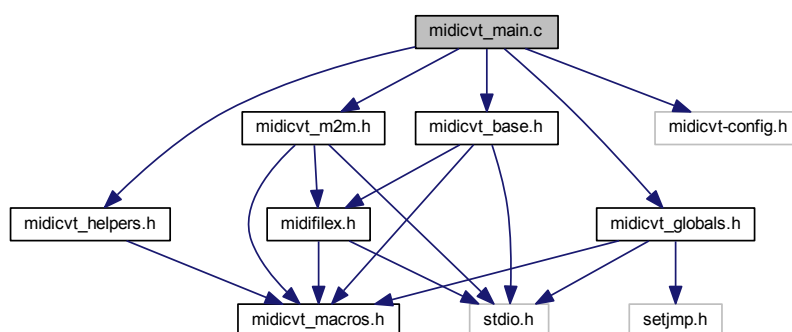 midicvt_main.c
midicvt_m2m.h
midicvt_base.h
midicvt-config.h
midicvt_helpers.h
midifilex.h
midicvt_globals.h
midicvt_macros.h
stdio.h
setjmp.h